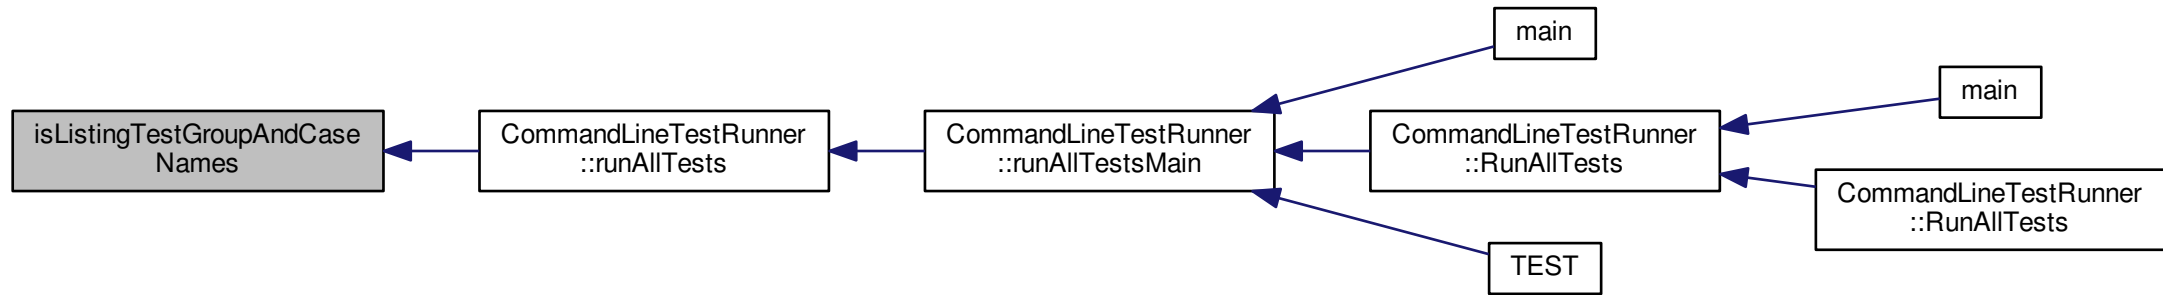 isListingTestGroupAndCase
Names
CommandLineTestRunner
::runAllTests
CommandLineTestRunner
::runAllTestsMain
main
CommandLineTestRunner
::RunAllTests
TEST
main
CommandLineTestRunner
::RunAllTests